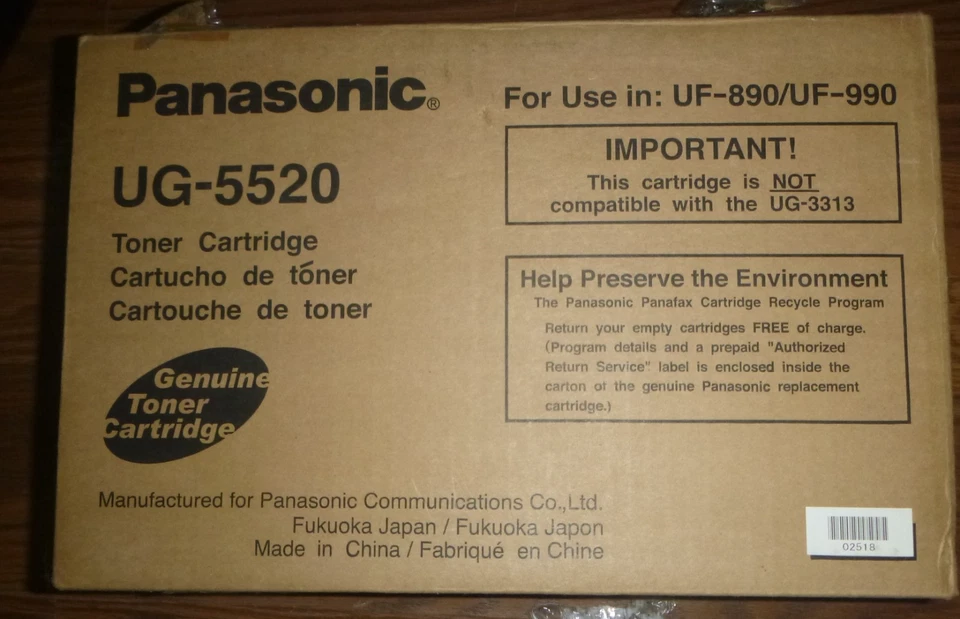 Panasonic®
UG-5520
Toner Cartridge
Cartucho de tóner
Cartouche de toner
Genuine
Toner
Cartridge
For Use in: UF-890/UF-990
IMPORTANT!
This cartridge is NOT
compatible with the UG-3313
Help Preserve the Environment
The Panasonic Panafax Cartridge Recycle Program
Return your empty cartridges FREE of charge.
(Program details and a prepaid "Authorized
Return Service" label is enclosed inside the
carton of the genuine Panasonic replacement
cartridge.)
Manufactured for Panasonic Communications Co.,Ltd.
Fukuoka Japan / Fukuoka Japon
Made in China / Fabriqué en Chine
02518